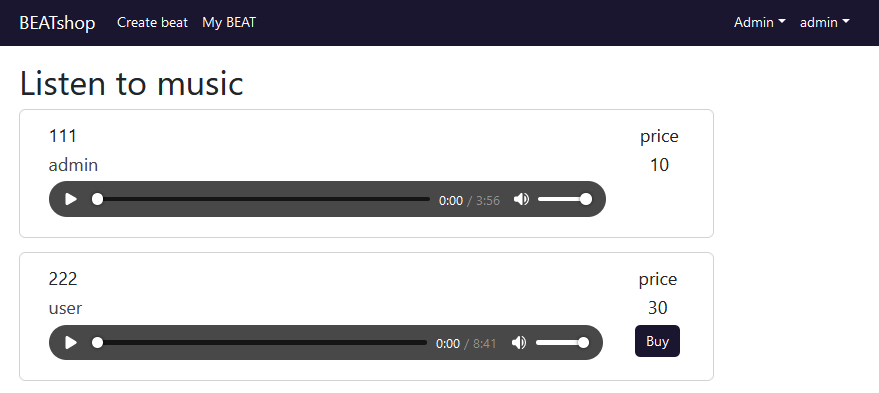 BEATshop Create beat My BEAT Admin admin
Listen to music
111 price
admin 10
0:00 / 3:56
222 price
user 30
0:00 / 8:41 Buy